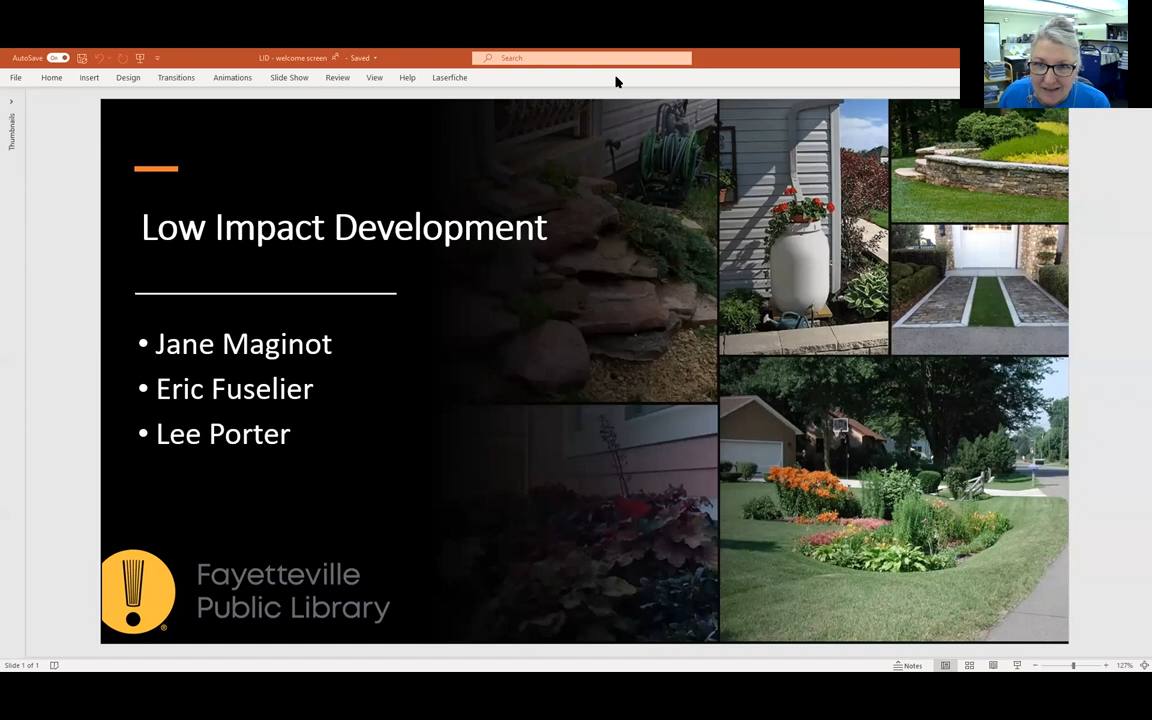 AutoSave On LID - welcome screen - Saved Search
File Home Insert Design Transitions Animations Slide Show Review View Help Laserfiche
Thumbnails
Low Impact Development
• Jane Maginot
• Eric Fuselier
• Lee Porter
Fayetteville
Public Library
®
Slide 1 of 1 Notes 127%